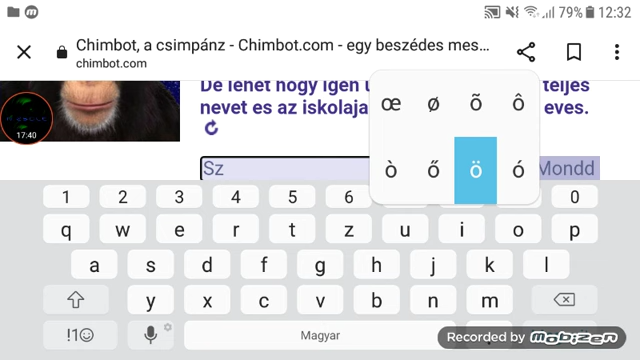 79% 12:32
Chimbot, a csimpánz - Chimbot.com - egy beszédes mes...
chimbot.com
De lehet hogy igen
teljes
nevet es az iskolaja
eves.
17:40
Sz
Mondd
œ ø õ ô
ò ő ö ó
1 2 3 4 5 6 0
q w e r t z u i o p
a s d f g h j k l
y x c v b n m
!1☺ Magyar
Recorded by mobizen